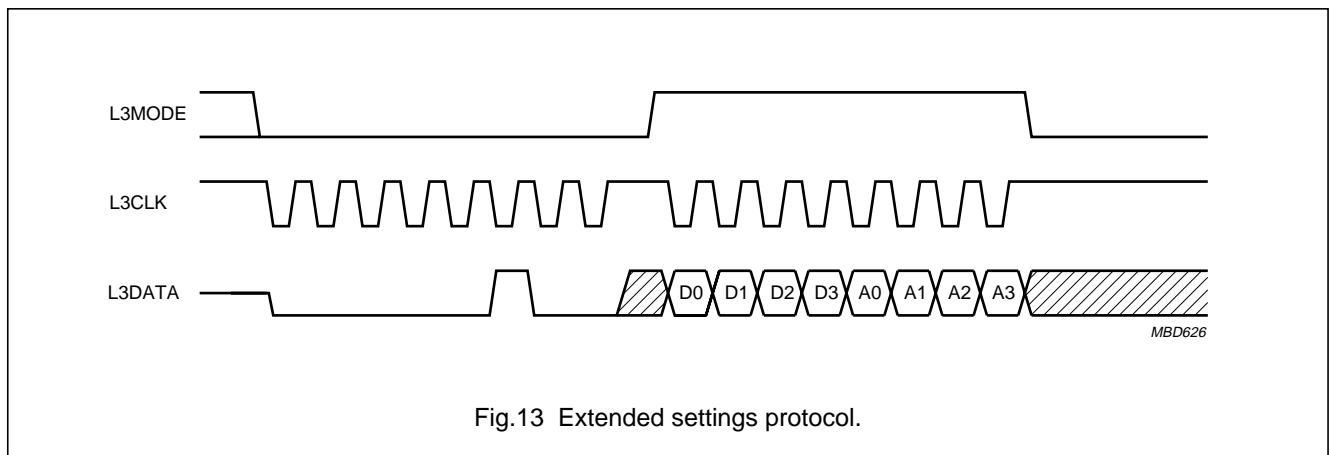 L3MODE
L3CLK
L3DATA D0 D1 D2 D3 A0 A1 A2 A3
MBD626
Fig.13 Extended settings protocol.